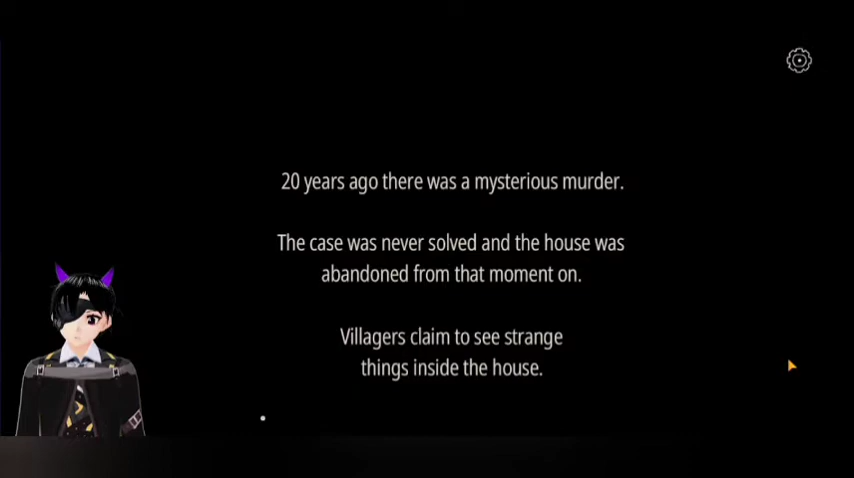 20 years ago there was a mysterious murder.
The case was never solved and the house was
abandoned from that moment on.
Villagers claim to see strange
things inside the house.